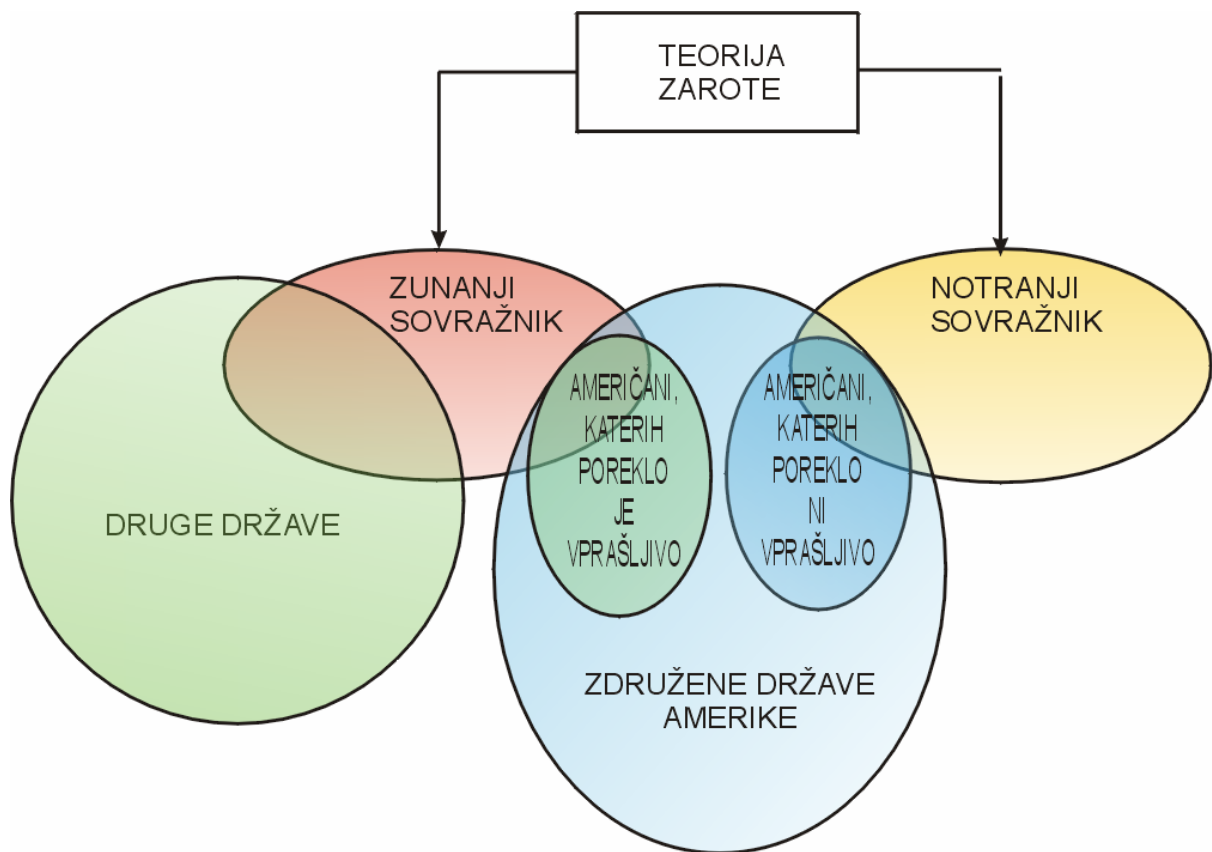 TEORIJA
ZAROTE
ZUNANJI
SOVRAŽNIK
NOTRANJI
SOVRAŽNIK
AMERIČANI,
KATERIH
POREKLO
JE
VPRAŠLJIVO
AMERIČANI,
KATERIH
POREKLO
NI
VPRAŠLJIVO
DRUGE DRŽAVE
ZDRUŽENE DRŽAVE
AMERIKE